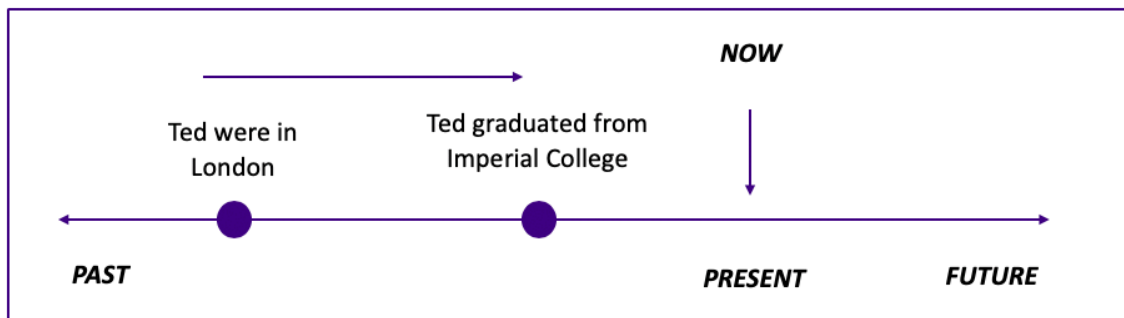 NOW
Ted were in
London
Ted graduated from
Imperial College
PAST
PRESENT
FUTURE